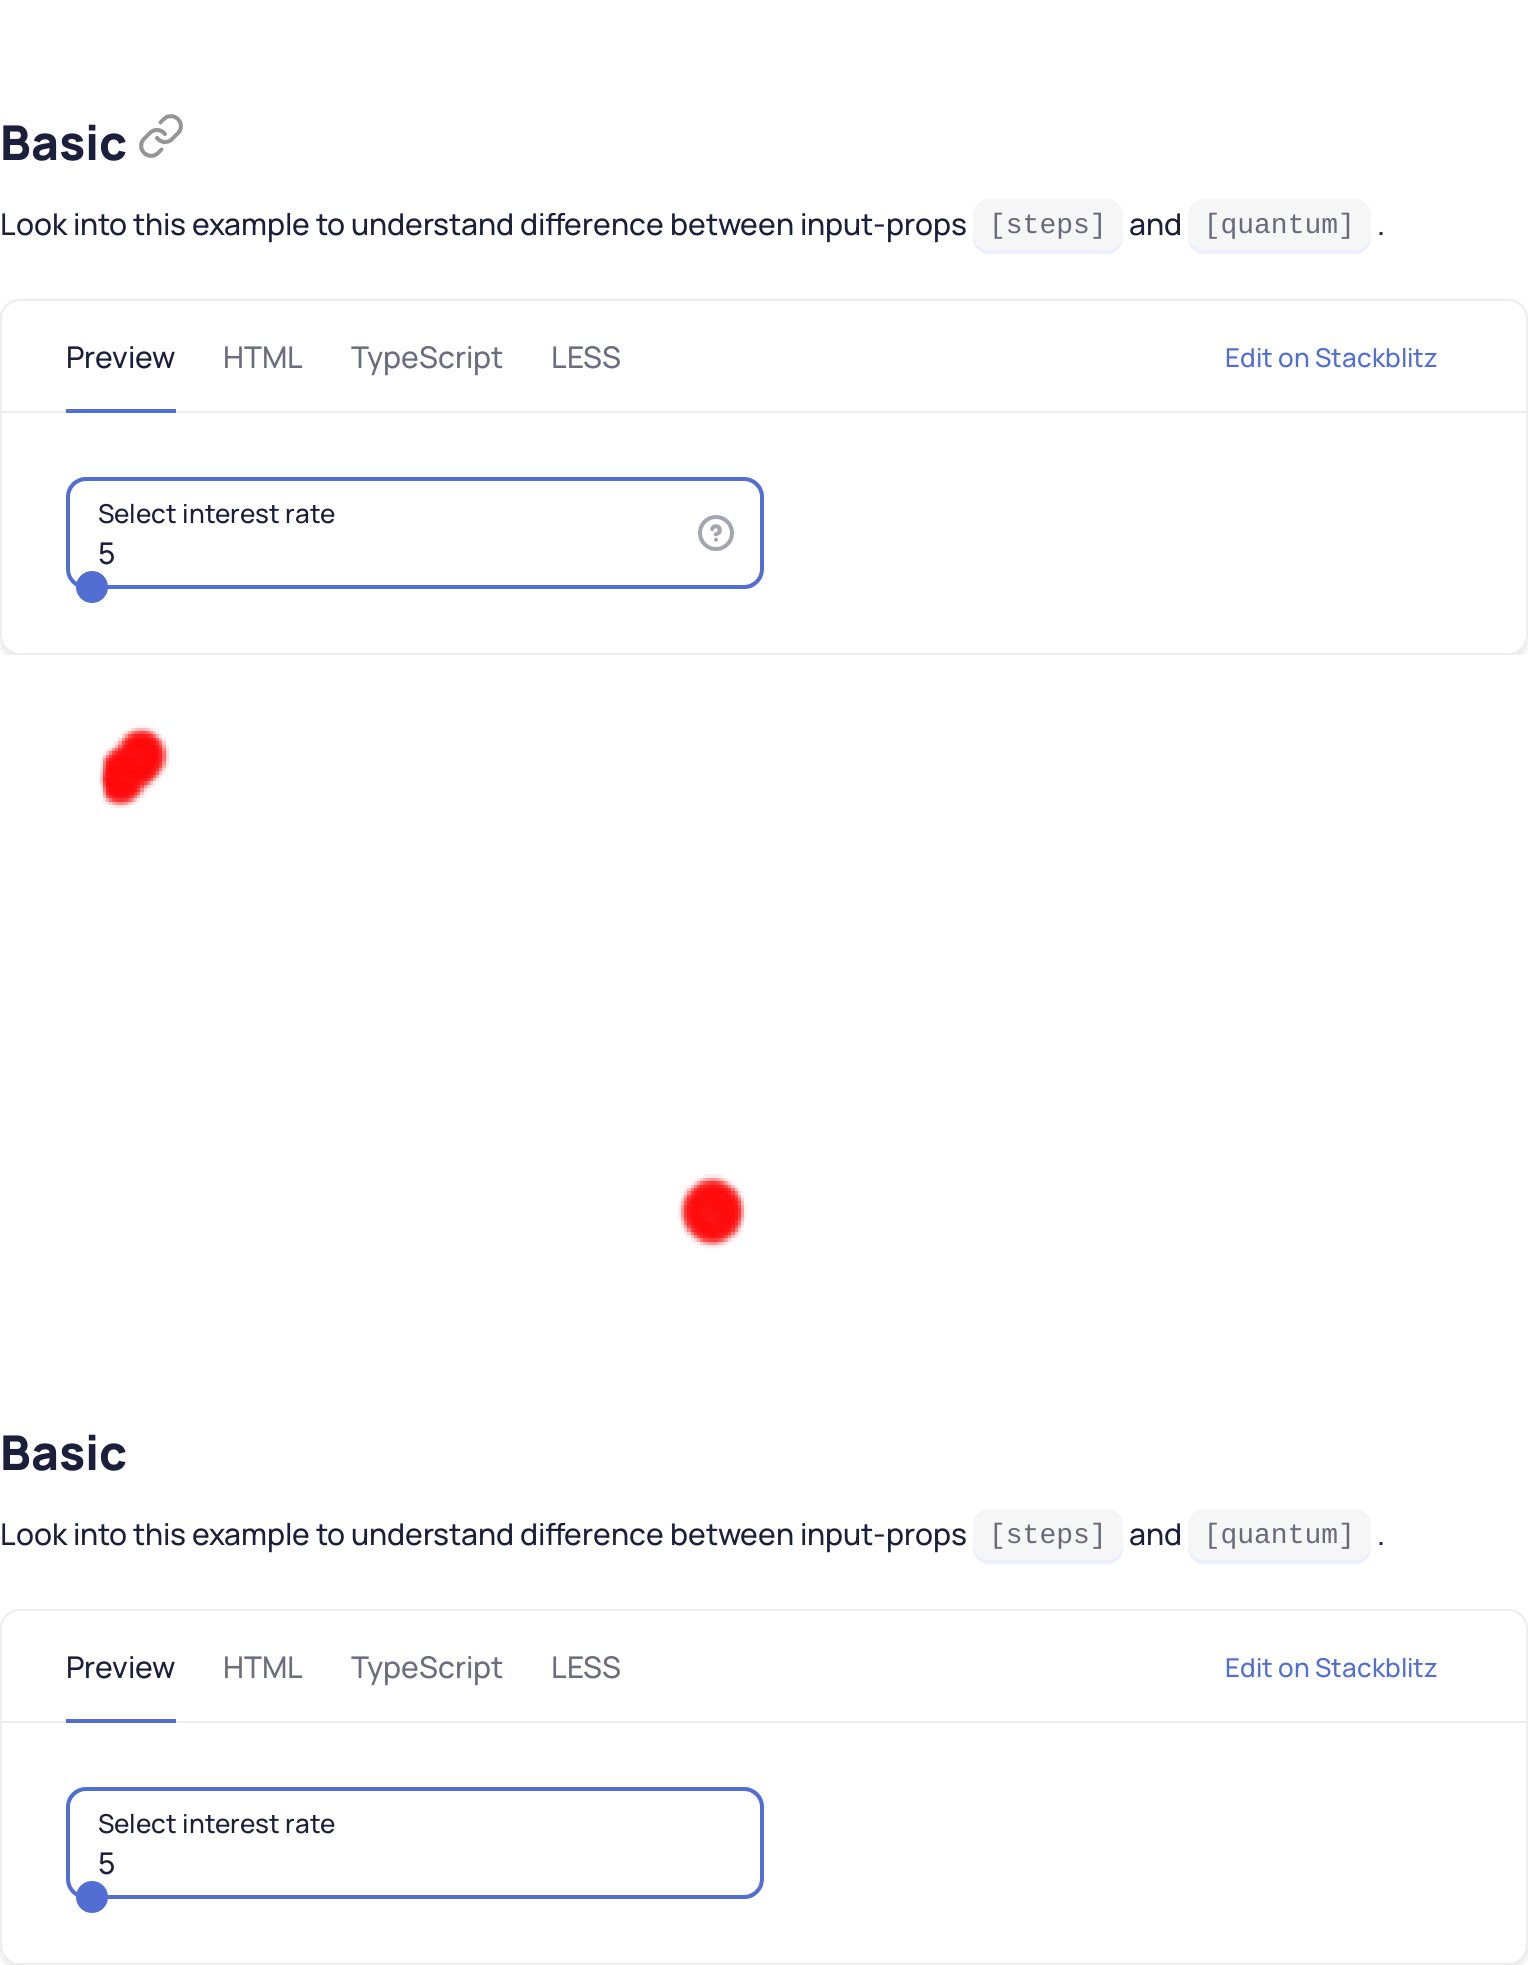 Basic
Look into this example to understand difference between input-props [steps] and [quantum] .
Preview HTML TypeScript LESS Edit on Stackblitz
Select interest rate
5
Basic
Look into this example to understand difference between input-props [steps] and [quantum] .
Preview HTML TypeScript LESS Edit on Stackblitz
Select interest rate
5